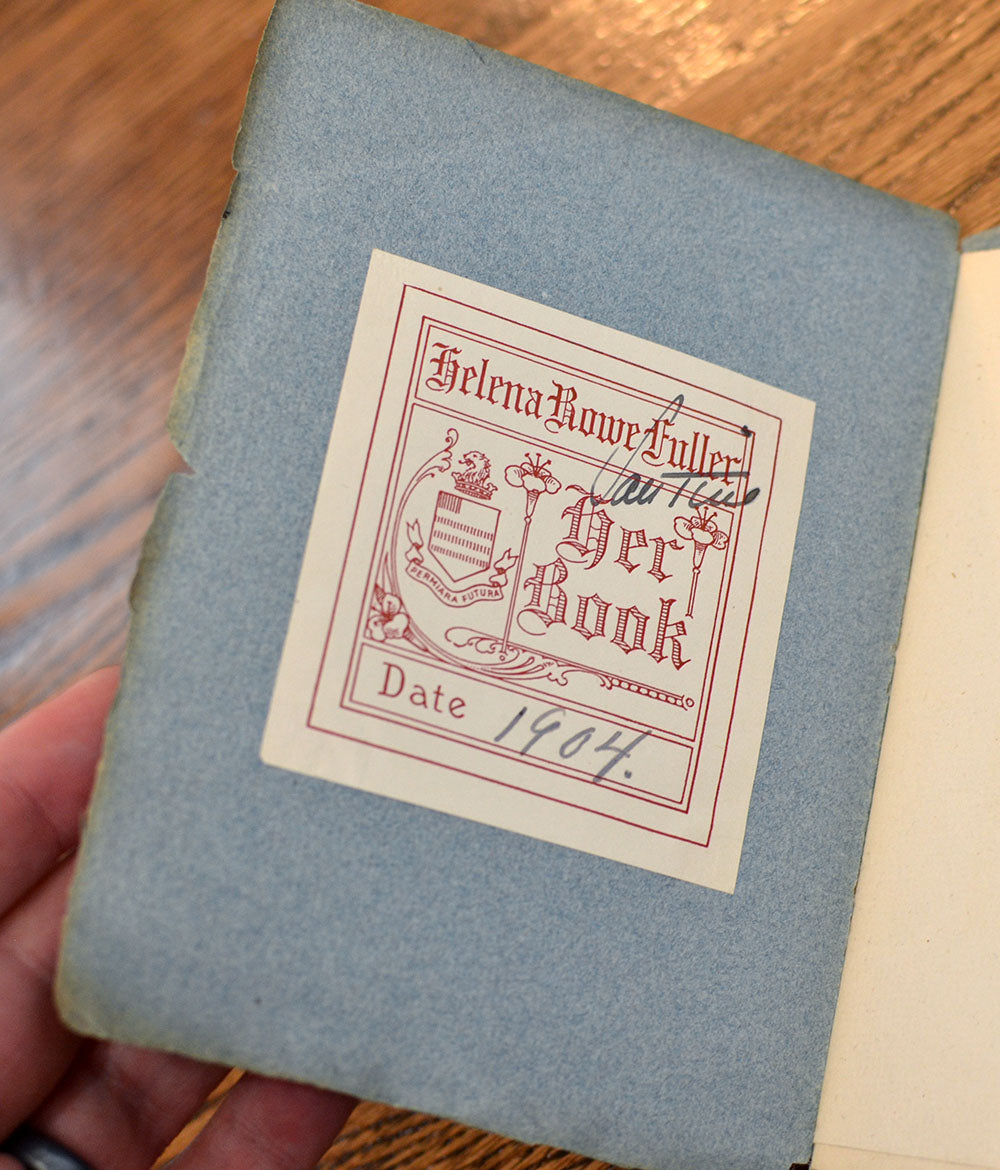 Helena Rowe Fuller
Her
Book
PERMIARA FUTURA
Date 1904.